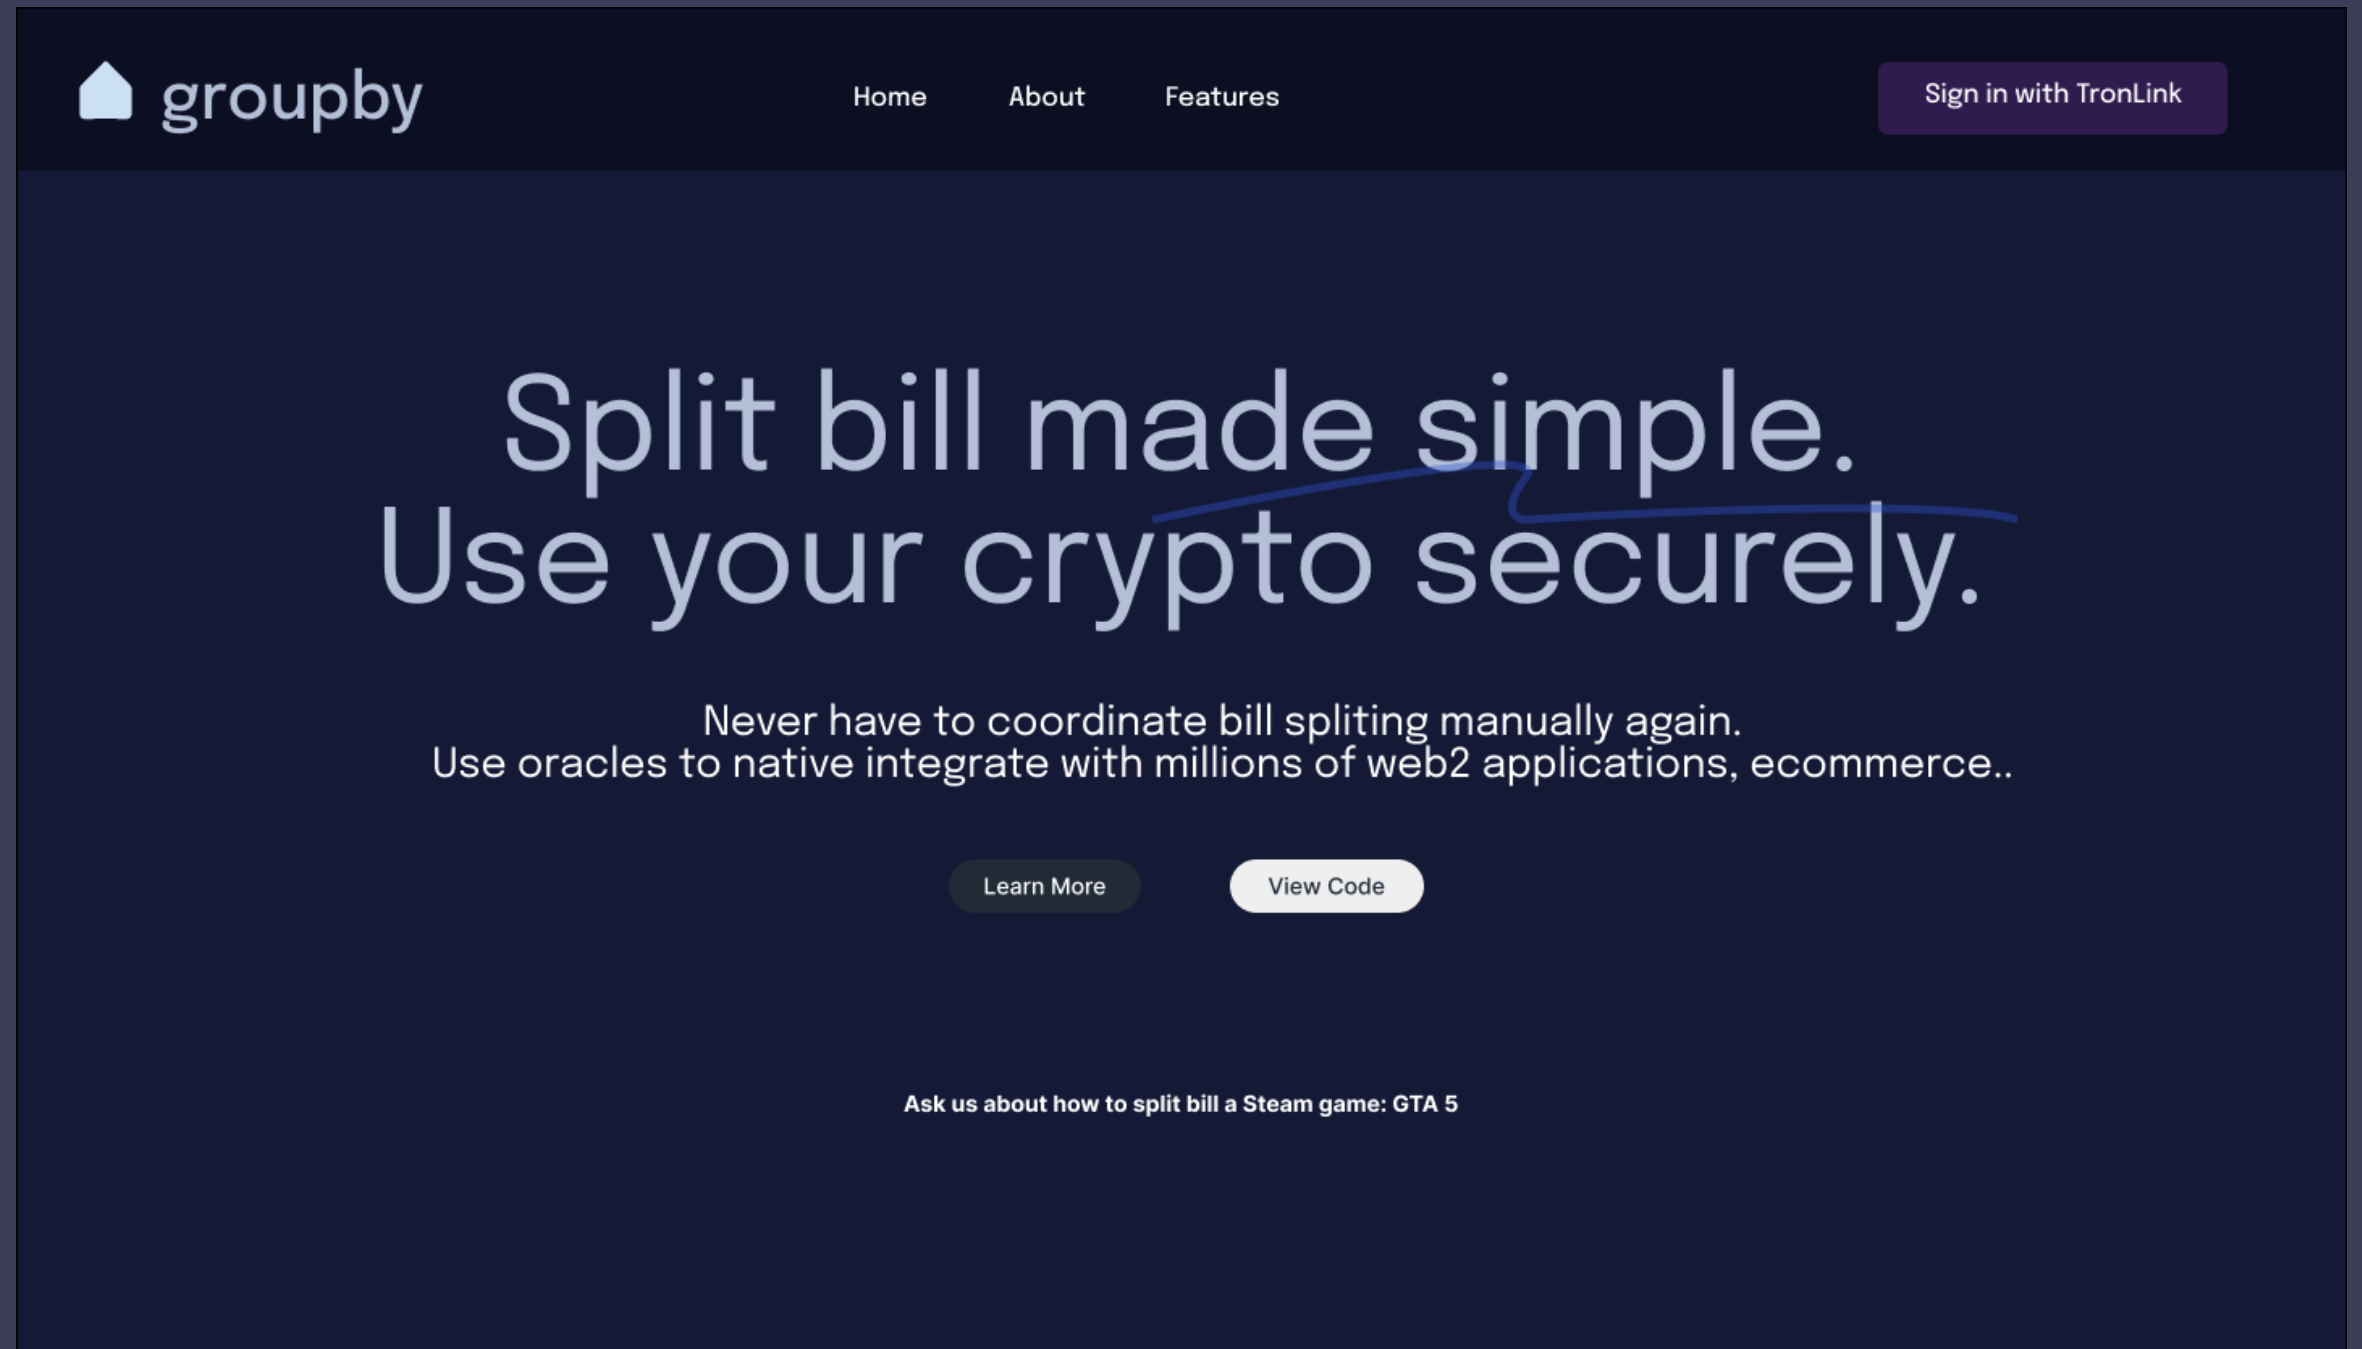 groupby
Home About Features
Sign in with TronLink
Split bill made simple.
Use your crypto securely.
Never have to coordinate bill spliting manually again.
Use oracles to native integrate with millions of web2 applications, ecommerce..
Learn More
View Code
Ask us about how to split bill a Steam game: GTA 5